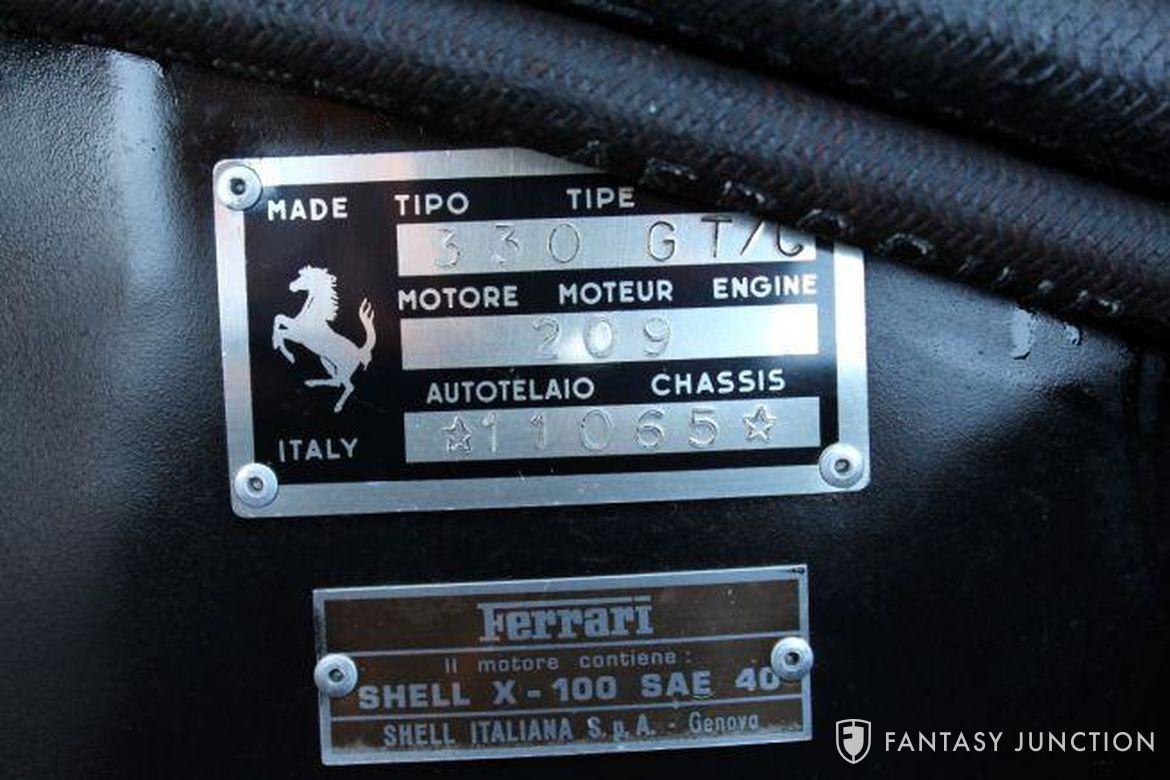 MADE TIPO TIPE
330 GT/C
MOTORE MOTEUR ENGINE
209
AUTOTELAIO CHASSIS
☆11065☆
ITALY
Ferrari
Il motore contiene:
SHELL X-100 SAE 40
SHELL ITALIANA S.p.A. - Genova
FANTASY JUNCTION